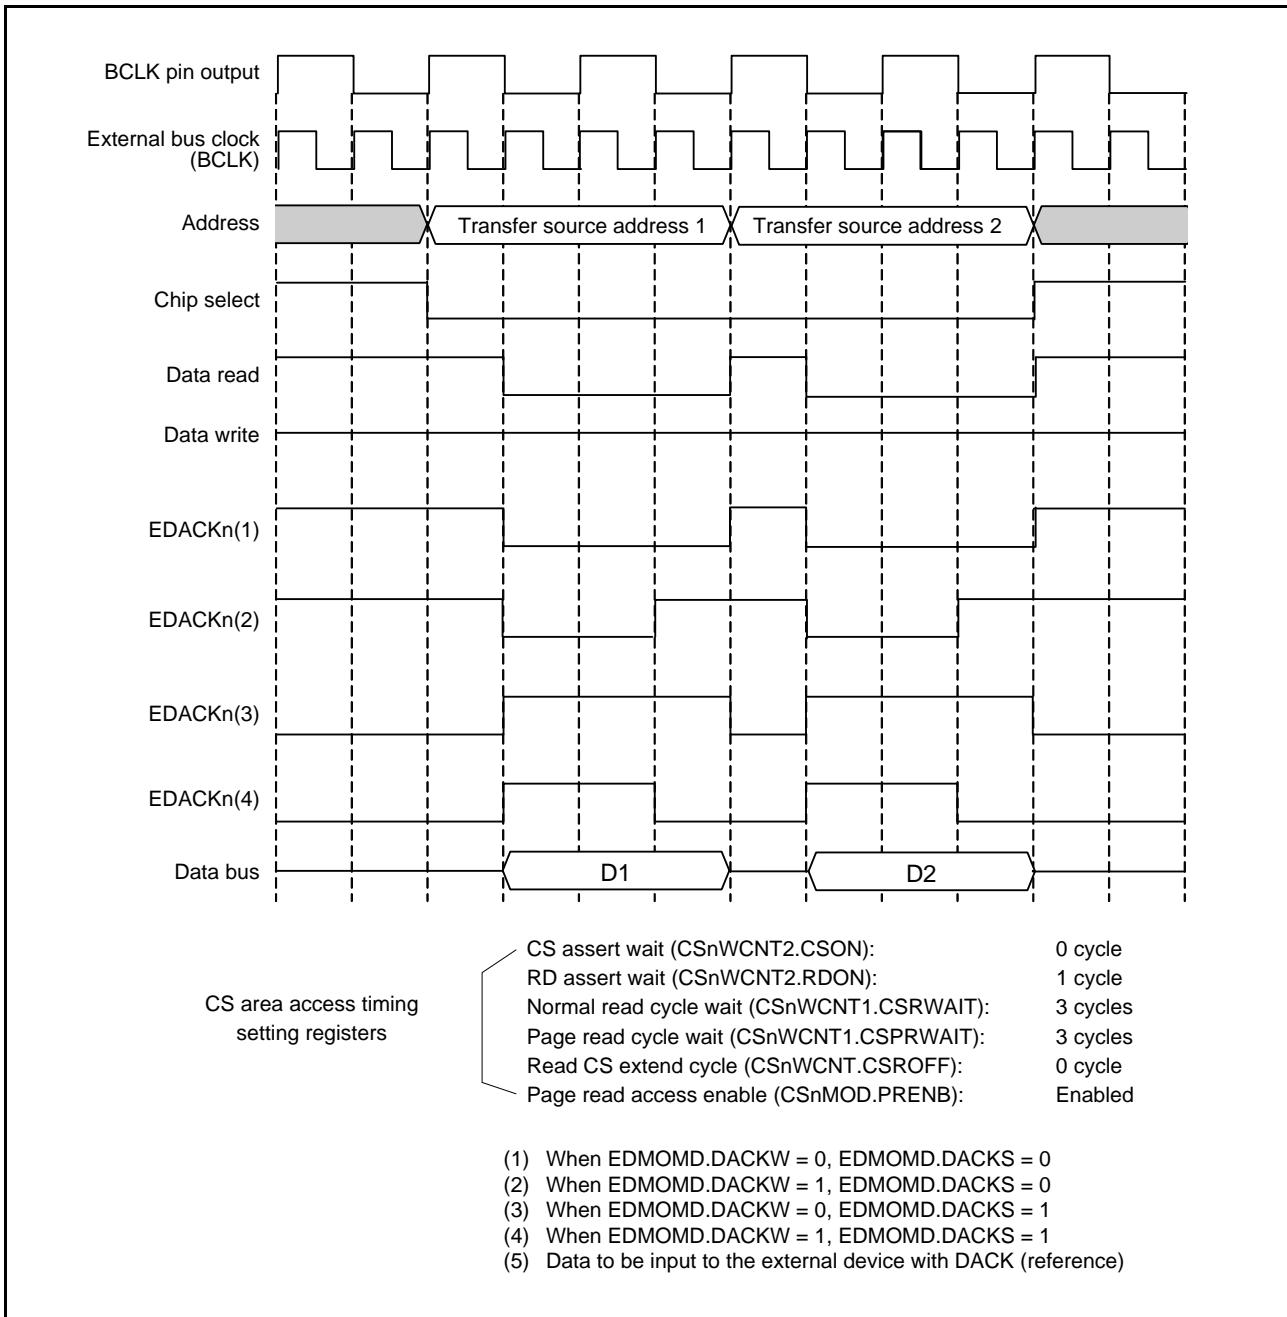 BCLK pin output
External bus clock
(BCLK)
Address
Transfer source address 1
Transfer source address 2
Chip select
Data read
Data write
EDACKn(1)
EDACKn(2)
EDACKn(3)
EDACKn(4)
Data bus
D1
D2
CS area access timing
setting registers
CS assert wait (CSnWCNT2.CSON): 0 cycle
RD assert wait (CSnWCNT2.RDON): 1 cycle
Normal read cycle wait (CSnWCNT1.CSRWAIT): 3 cycles
Page read cycle wait (CSnWCNT1.CSPRWAIT): 3 cycles
Read CS extend cycle (CSnWCNT.CSROFF): 0 cycle
Page read access enable (CSnMOD.PRENB): Enabled
(1) When EDMOMD.DACKW = 0, EDMOMD.DACKS = 0
(2) When EDMOMD.DACKW = 1, EDMOMD.DACKS = 0
(3) When EDMOMD.DACKW = 0, EDMOMD.DACKS = 1
(4) When EDMOMD.DACKW = 1, EDMOMD.DACKS = 1
(5) Data to be input to the external device with DACK (reference)